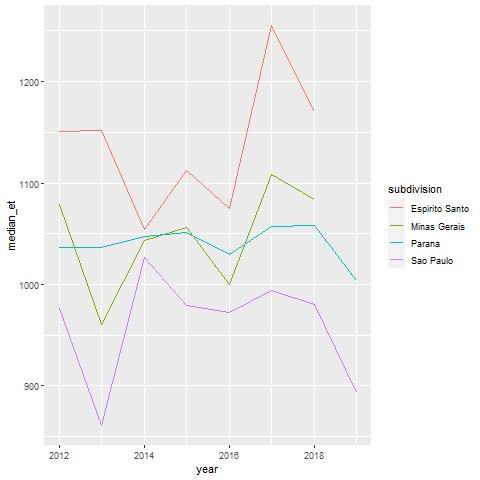 1200
1100
1000
900
median_et
2012
2014
2016
2018
year
subdivision
Espirito Santo
Minas Gerais
Parana
Sao Paulo